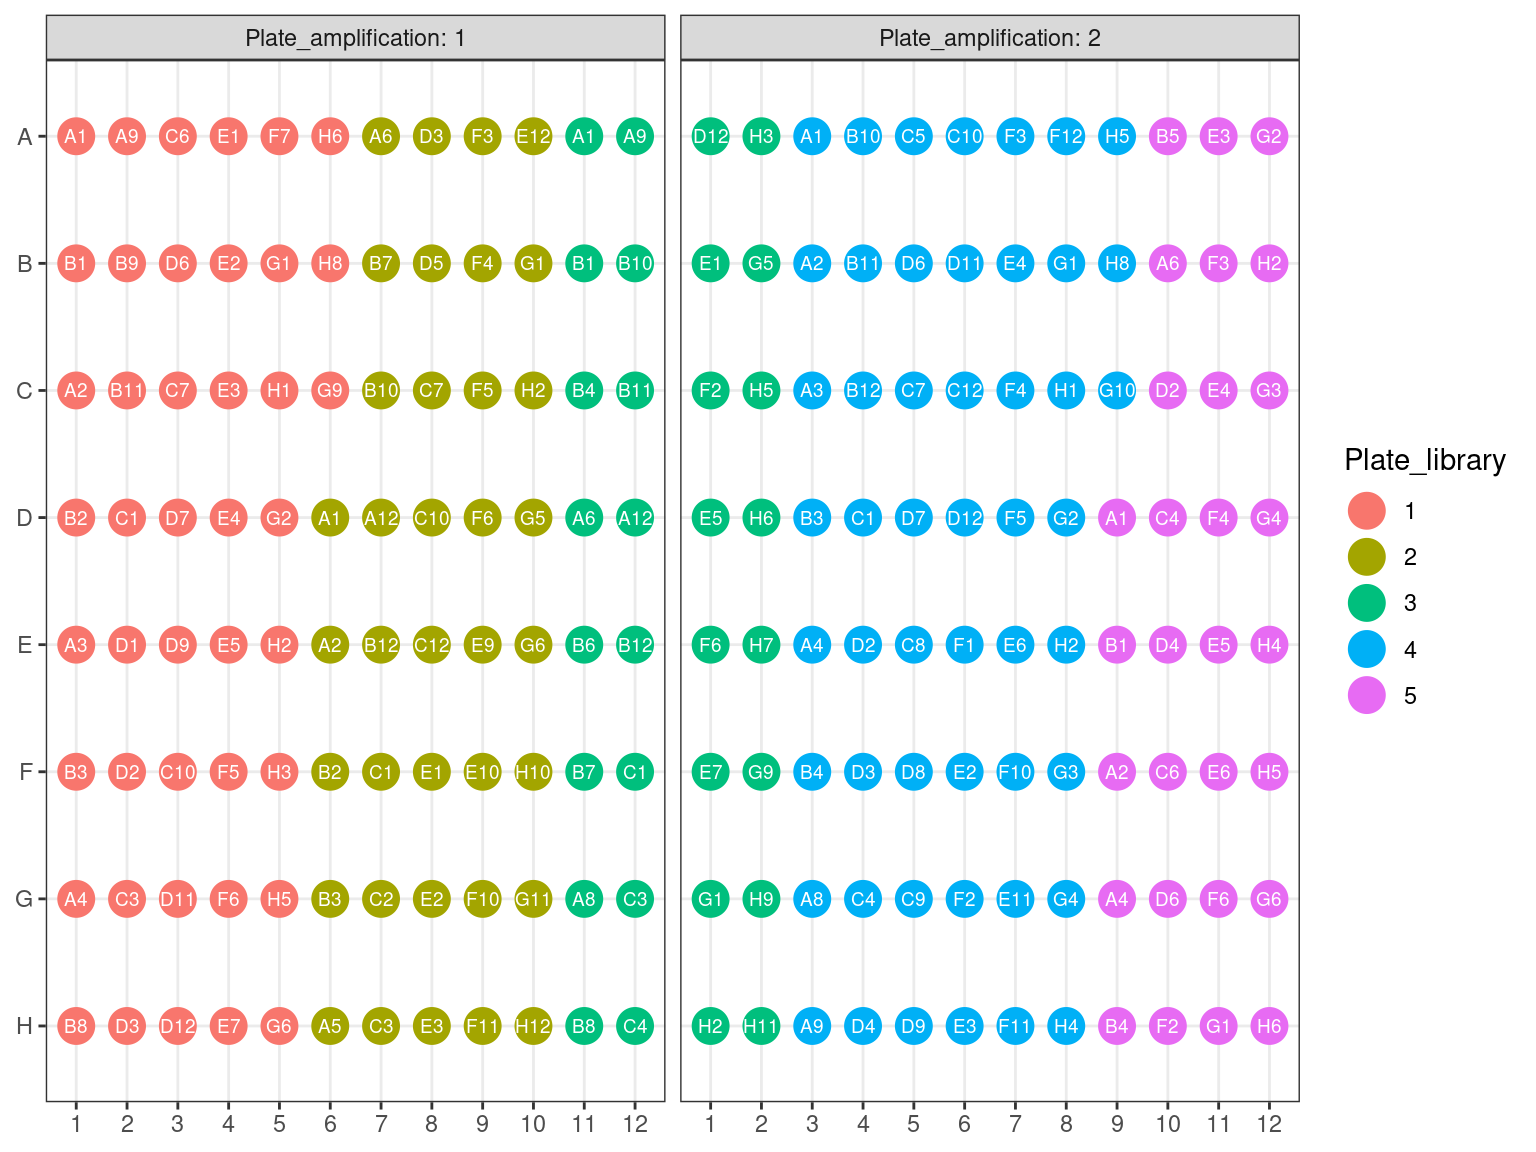 Plate_amplification: 1 Plate_amplification: 2
A A1 A9 C6 E1 F7 H6 A6 D3 F3 E12 A1 A9 D12 H3 A1 B10 C5 C10 F3 F12 H5 B5 E3 G2
B B1 B9 D6 E2 G1 H8 B7 D5 F4 G1 B1 B10 E1 G5 A2 B11 D6 D11 E4 G1 H8 A6 F3 H2
C A2 B11 C7 E3 H1 G9 B10 C7 F5 H2 B4 B11 F2 H5 A3 B12 C7 C12 F4 H1 G10 D2 E4 G3
Plate_library
D B2 C1 D7 E4 G2 A1 A12 C10 F6 G5 A6 A12 E5 H6 B3 C1 D7 D12 F5 G2 A1 C4 F4 G4
1
2
3
E A3 D1 D9 E5 H2 A2 B12 C12 E9 G6 B6 B12 F6 H7 A4 D2 C8 F1 E6 H2 B1 D4 E5 H4
4
5
F B3 D2 C10 F5 H3 B2 C1 E1 E10 H10 B7 C1 E7 G9 B4 D3 D8 E2 F10 G3 A2 C6 E6 H5
G A4 C3 D11 F6 H5 B3 C2 E2 F10 G11 A8 C3 G1 H9 A8 C4 C9 F2 E11 G4 A4 D6 F6 G6
H B8 D3 D12 E7 G6 A5 C3 E3 F11 H12 B8 C4 H2 H11 A9 D4 D9 E3 F11 H4 B4 F2 G1 H6
1 2 3 4 5 6 7 8 9 10 11 12 1 2 3 4 5 6 7 8 9 10 11 12